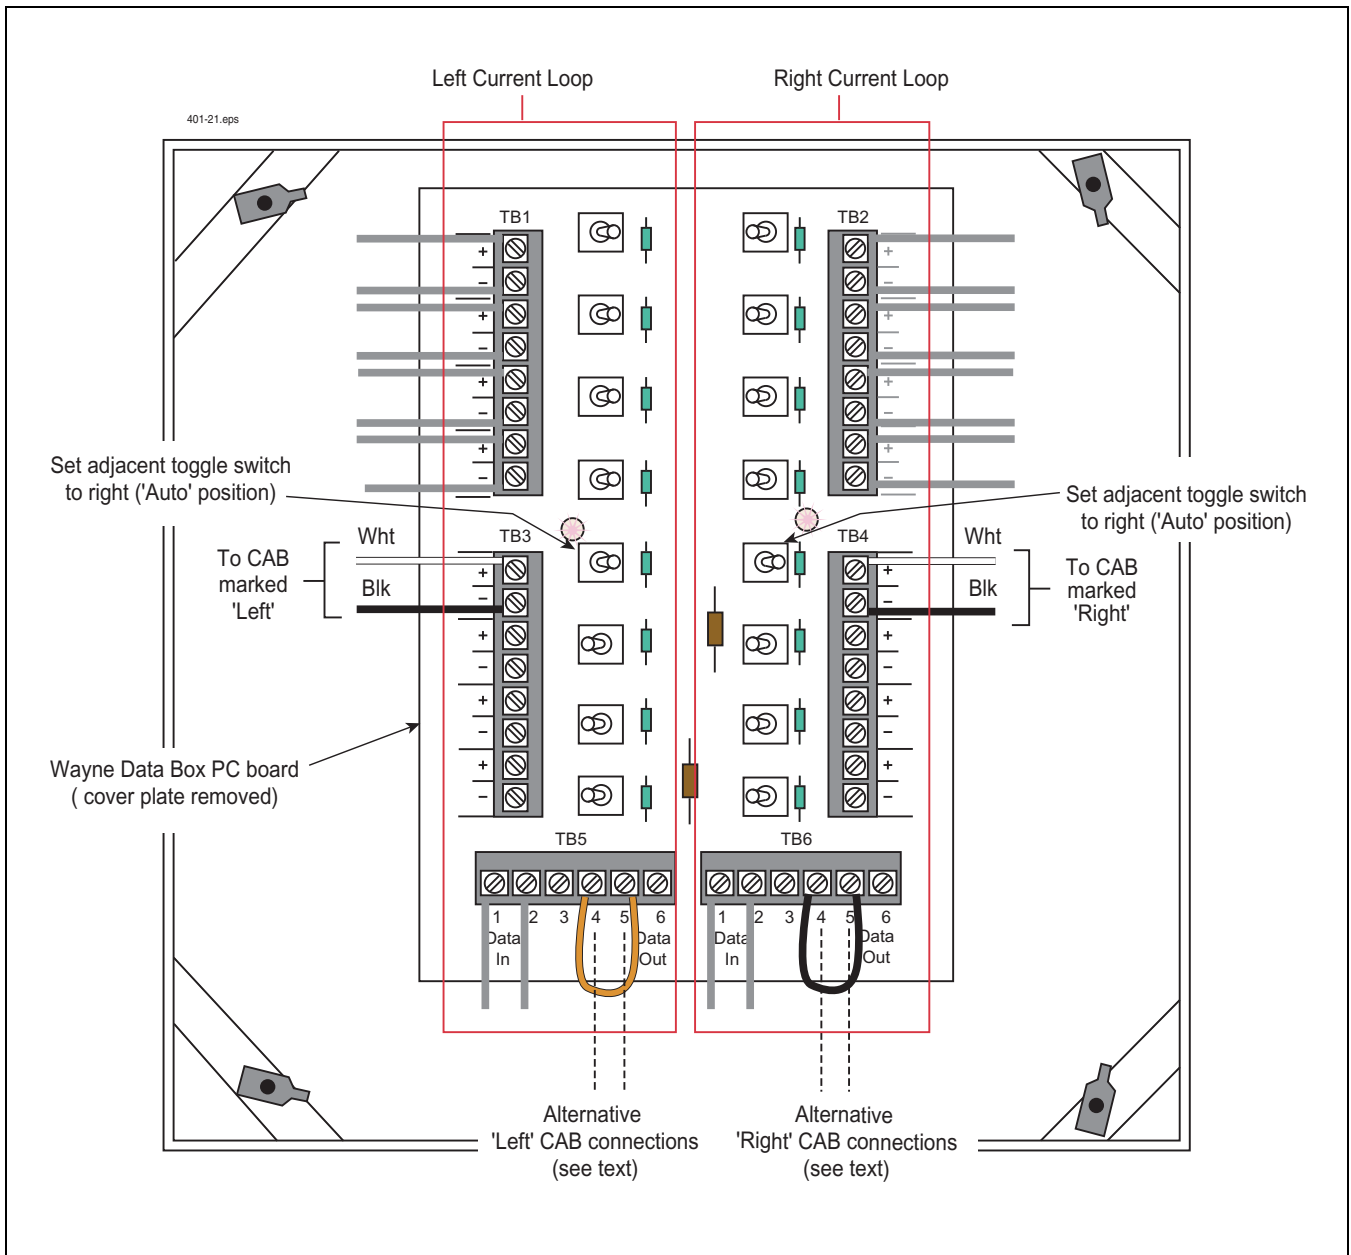 Left Current Loop
Right Current Loop
401-21.eps
TB1
TB2
+
+
−
−
+
+
−
−
+
+
−
−
+
+
−
−
Set adjacent toggle switch
to right ('Auto' position)
Set adjacent toggle switch
to right ('Auto' position)
TB3
TB4
Wht
Wht
To CAB
marked
'Left'
To CAB
marked
'Right'
Blk
Blk
+
+
−
−
+
+
−
−
+
+
−
−
+
+
−
−
Wayne Data Box PC board
( cover plate removed)
TB5
TB6
1 2 3 4 5 6
Data
In
Data
Out
1 2 3 4 5 6
Data
In
Data
Out
Alternative
'Left' CAB connections
(see text)
Alternative
'Right' CAB connections
(see text)